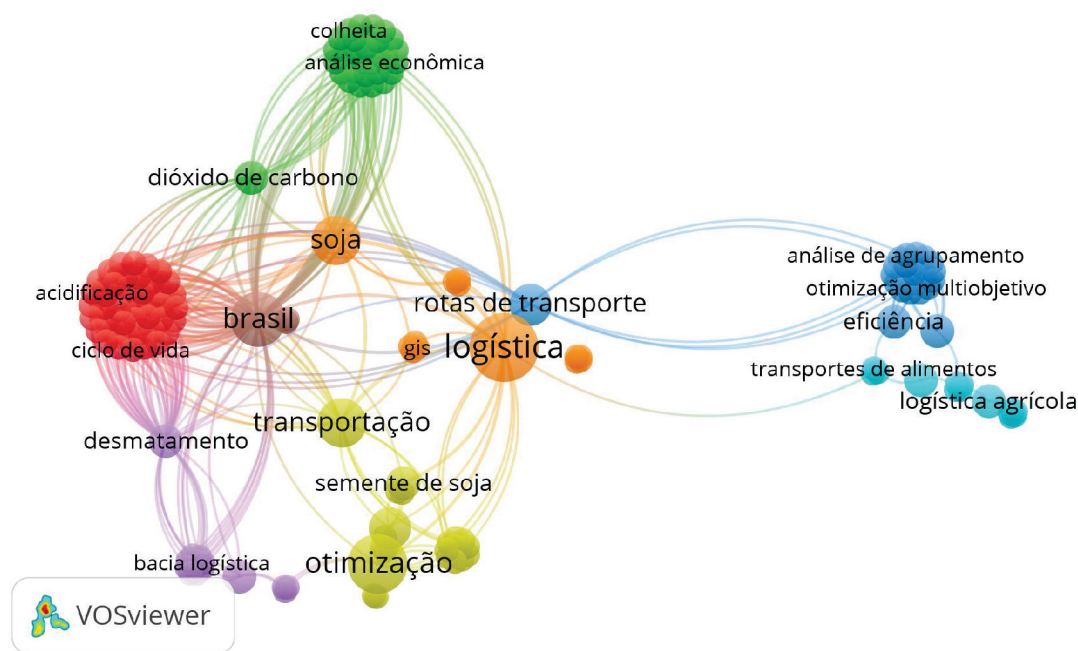 colheita
análise econômica
dióxido de carbono
soja
análise de agrupamento
acidificação
otimização multiobjetivo
rotas de transporte
brasil
eficiência
gis
logística
ciclo de vida
transportes de alimentos
logística agrícola
transportação
desmatamento
semente de soja
bacia logística
otimização
VOSviewer